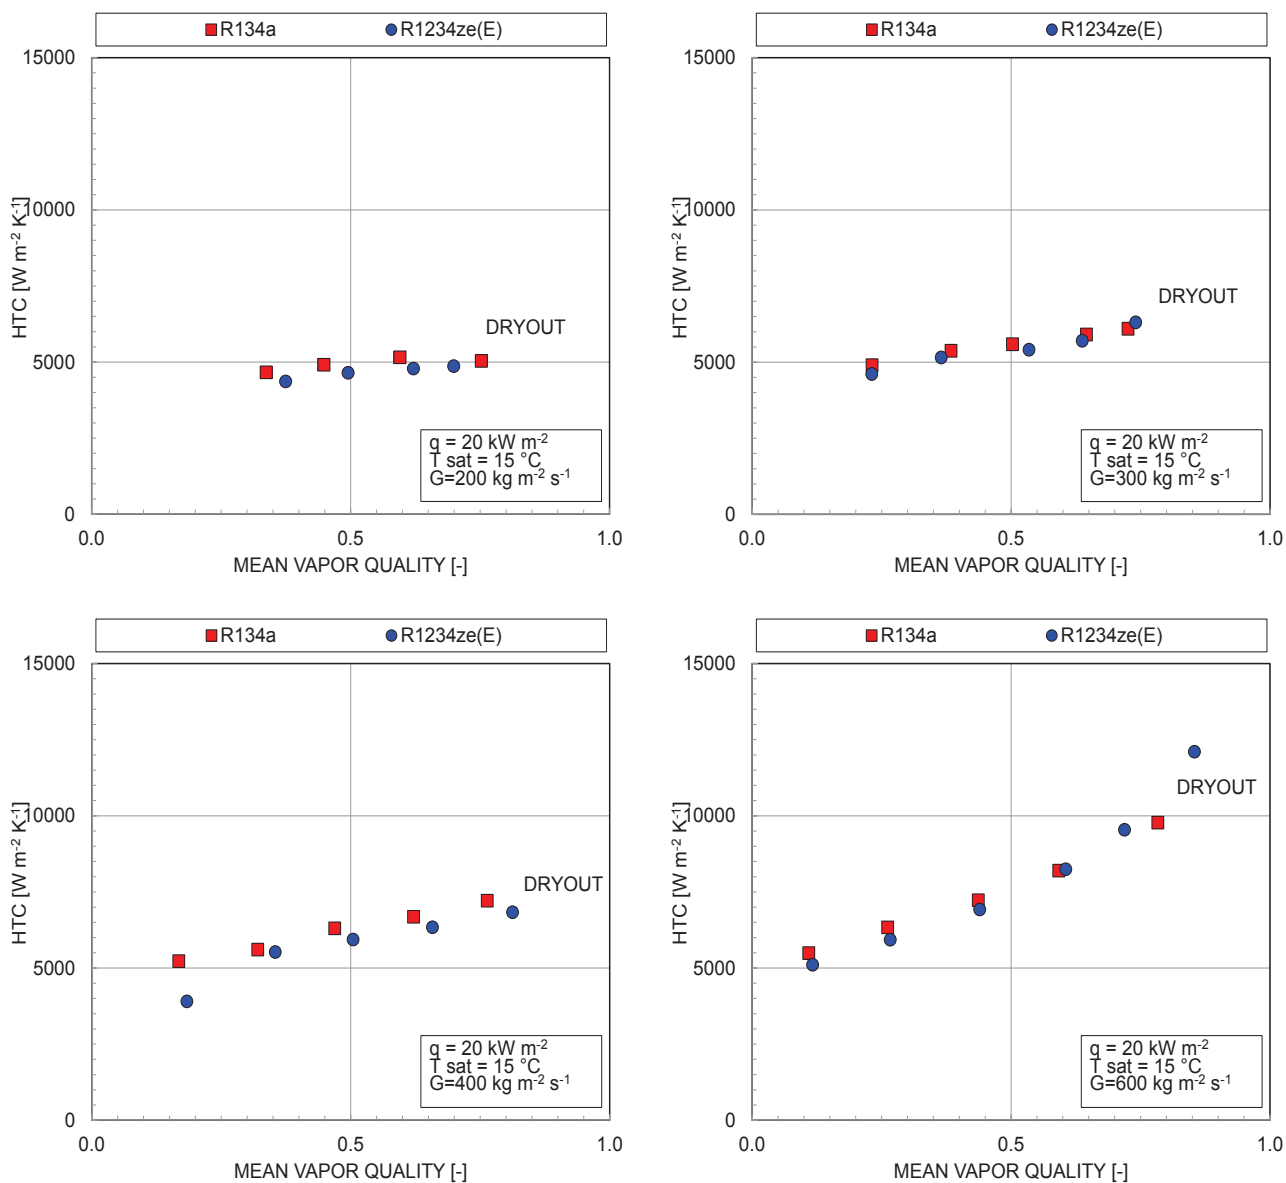 R134a R1234ze(E)
15000
10000
5000
0
HTC [W m-2 K-1]
DRYOUT
q = 20 kW m-2
T sat = 15 °C
G=200 kg m-2 s-1
0.0 0.5 1.0
MEAN VAPOR QUALITY [-]
R134a R1234ze(E)
15000
10000
5000
0
HTC [W m-2 K-1]
DRYOUT
q = 20 kW m-2
T sat = 15 °C
G=300 kg m-2 s-1
0.0 0.5 1.0
MEAN VAPOR QUALITY [-]
R134a R1234ze(E)
15000
10000
5000
0
HTC [W m-2 K-1]
DRYOUT
q = 20 kW m-2
T sat = 15 °C
G=400 kg m-2 s-1
0.0 0.5 1.0
MEAN VAPOR QUALITY [-]
R134a R1234ze(E)
15000
10000
5000
0
HTC [W m-2 K-1]
DRYOUT
q = 20 kW m-2
T sat = 15 °C
G=600 kg m-2 s-1
0.0 0.5 1.0
MEAN VAPOR QUALITY [-]